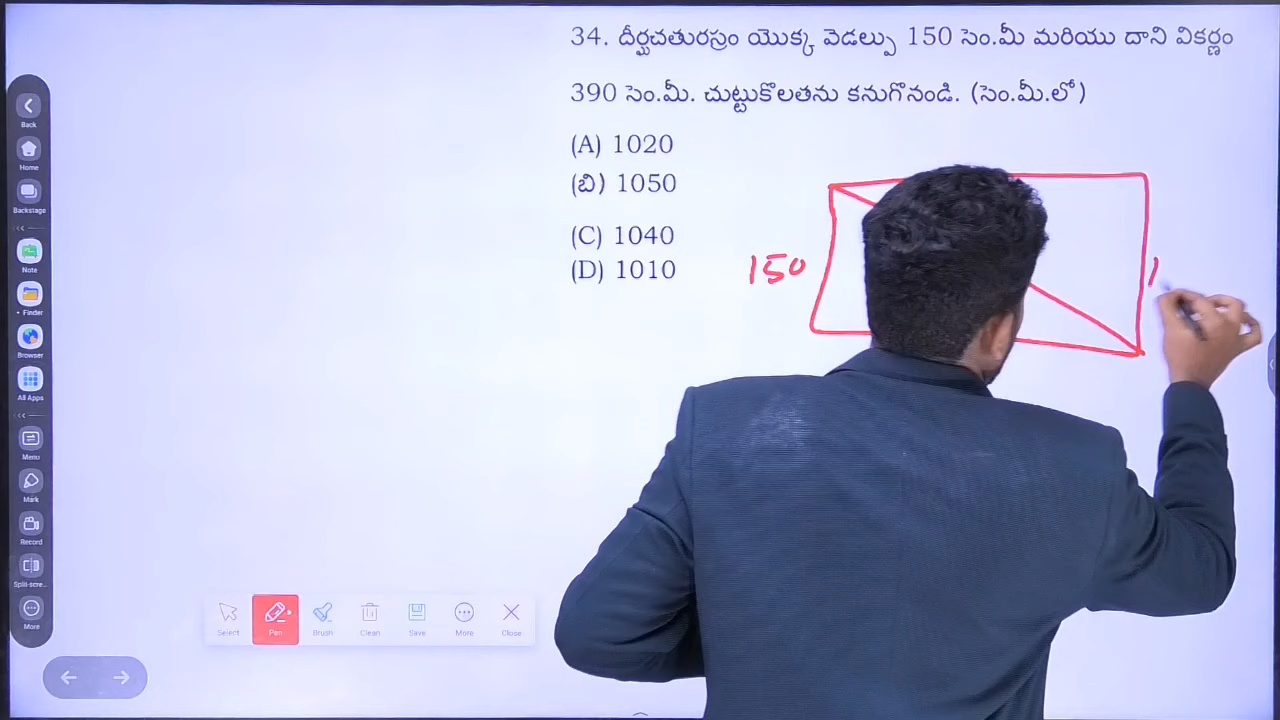 34. దీర్ఘచతురస్రం యొక్క వెడల్పు 150 సెం.మీ మరియు దాని వికర్ణం
390 సెం.మీ. చుట్టుకొలతను కనుగొనండి. (సెం.మీ.లో)
(A) 1020
(బి) 1050
(C) 1040
(D) 1010
150
1
Back
Home
Backstage
Note
Finder
Browser
All Apps
Menu
Mark
Record
Split-scre..
More
Select
Pen
Brush
Clean
Save
More
Close